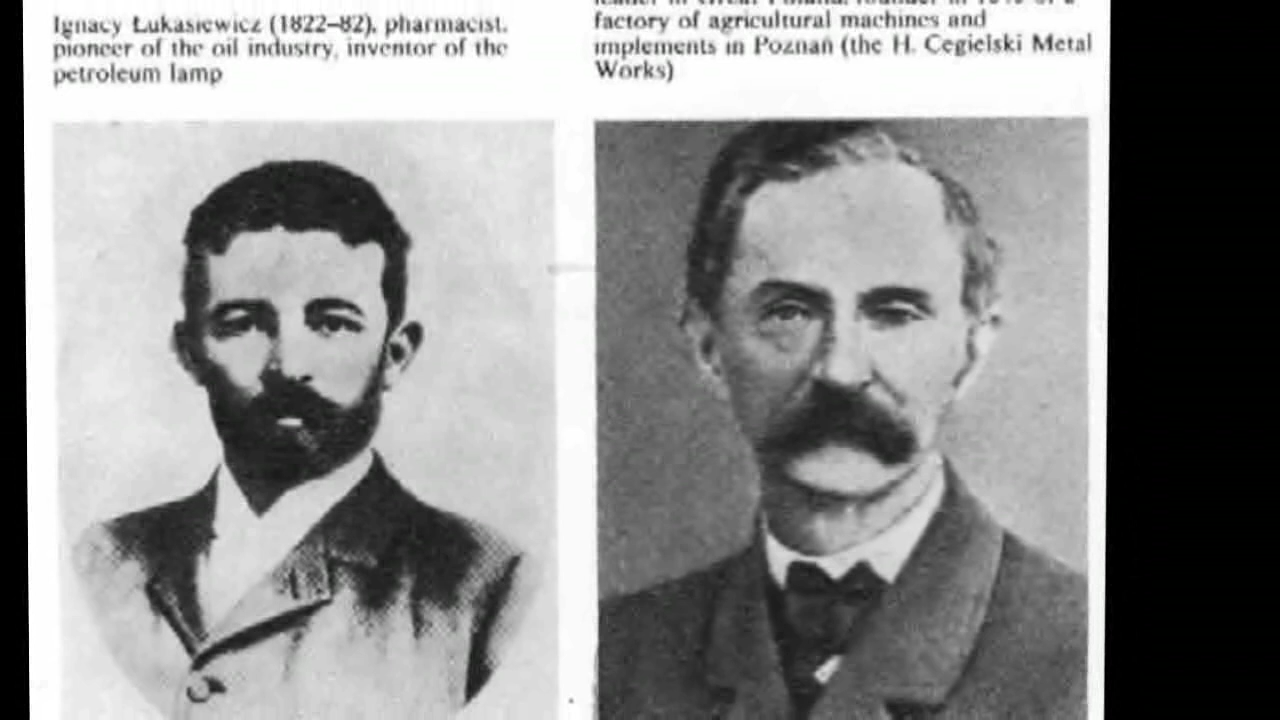 Ignacy Łukasiewicz (1822–82), pharmacist,
pioneer of the oil industry, inventor of the
petroleum lamp
factory of agricultural machines and
implements in Poznań (the H. Cegielski Metal
Works)